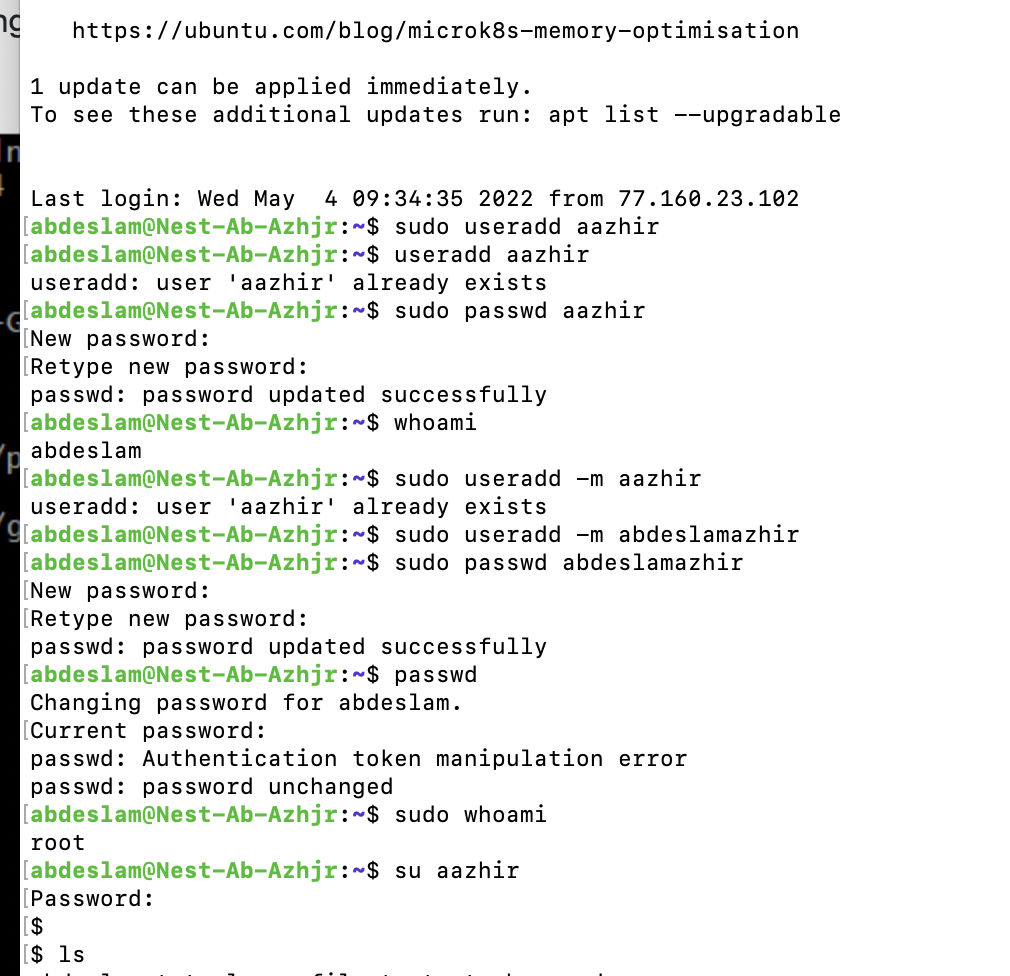 https://ubuntu.com/blog/microk8s-memory-optimisation
1 update can be applied immediately.
To see these additional updates run: apt list --upgradable
Last login: Wed May  4 09:34:35 2022 from 77.160.23.102
[abdeslam@Nest-Ab-Azhjr:~$ sudo useradd aazhir
[abdeslam@Nest-Ab-Azhjr:~$ useradd aazhir
useradd: user 'aazhir' already exists
[abdeslam@Nest-Ab-Azhjr:~$ sudo passwd aazhir
[New password:
[Retype new password:
passwd: password updated successfully
[abdeslam@Nest-Ab-Azhjr:~$ whoami
abdeslam
[abdeslam@Nest-Ab-Azhjr:~$ sudo useradd -m aazhir
useradd: user 'aazhir' already exists
[abdeslam@Nest-Ab-Azhjr:~$ sudo useradd -m abdeslamazhir
[abdeslam@Nest-Ab-Azhjr:~$ sudo passwd abdeslamazhir
[New password:
[Retype new password:
passwd: password updated successfully
[abdeslam@Nest-Ab-Azhjr:~$ passwd
Changing password for abdeslam.
[Current password:
passwd: Authentication token manipulation error
passwd: password unchanged
[abdeslam@Nest-Ab-Azhjr:~$ sudo whoami
root
[abdeslam@Nest-Ab-Azhjr:~$ su aazhir
[Password:
[$
[$ ls